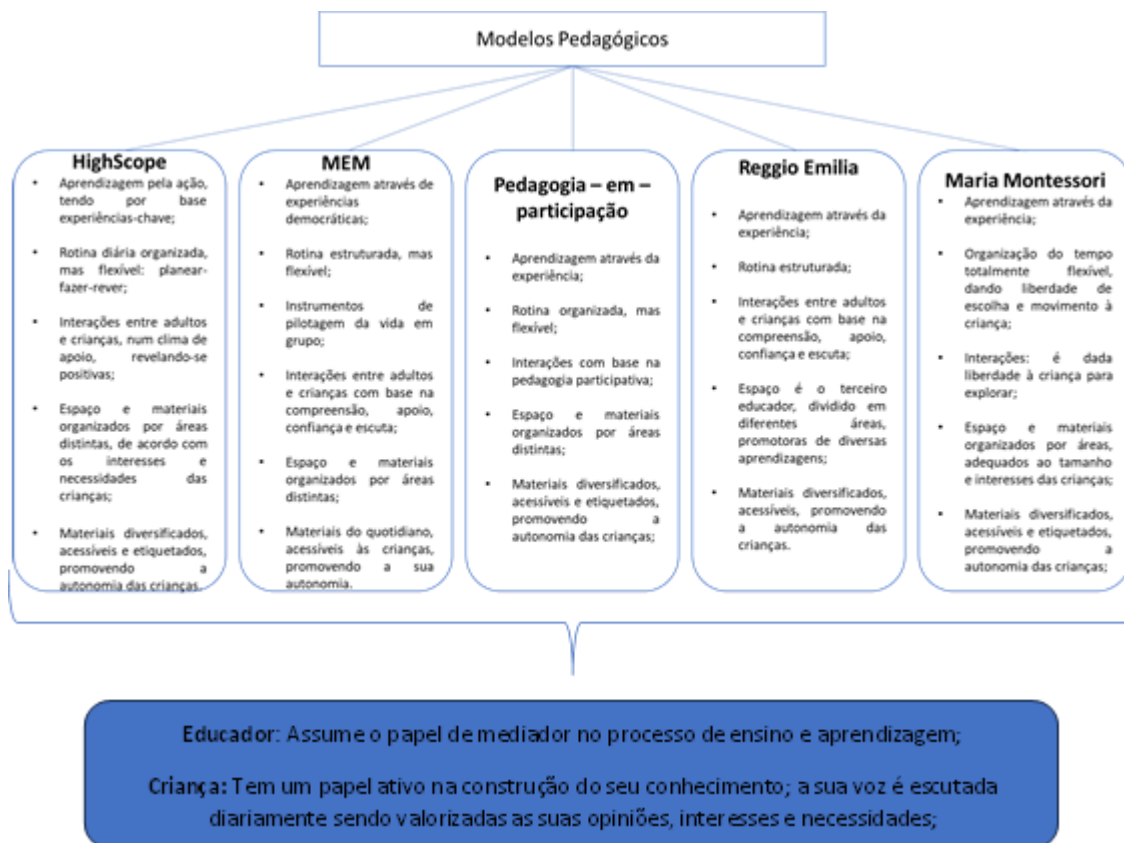 Modelos Pedagógicos
HighScope
• Aprendizagem pela ação,
tendo por base
experiências-chave;
• Rotina diária organizada,
mas flexível: planear-
fazer-rever;
• Interações entre adultos
e crianças, num clima de
apoio, revelando-se
positivas;
• Espaço e materiais
organizados por áreas
distintas, de acordo com
os interesses e
necessidades das
crianças;
• Materiais diversificados,
acessíveis e etiquetados,
promovendo a
autonomia das crianças.
MEM
• Aprendizagem através de
experiências
democráticas;
• Rotina estruturada, mas
flexível;
• Instrumentos de
pilotagem da vida em
grupo;
• Interações entre adultos
e crianças com base na
compreensão, apoio,
confiança e escuta;
• Espaço e materiais
organizados por áreas
distintas;
• Materiais do quotidiano,
acessíveis às crianças,
promovendo a sua
autonomia.
Pedagogia – em –
participação
• Aprendizagem através da
experiência;
• Rotina organizada, mas
flexível;
• Interações com base na
pedagogia participativa;
• Espaço e materiais
organizados por áreas
distintas;
• Materiais diversificados,
acessíveis e etiquetados,
promovendo a
autonomia das crianças;
Reggio Emilia
• Aprendizagem através da
experiência;
• Rotina estruturada;
• Interações entre adultos
e crianças com base na
compreensão, apoio,
confiança e escuta;
• Espaço é o terceiro
educador, dividido em
diferentes áreas,
promotoras de diversas
aprendizagens;
• Materiais diversificados,
acessíveis, promovendo
a autonomia das
crianças.
Maria Montessori
• Aprendizagem através da
experiência;
• Organização do tempo
totalmente flexível,
dando liberdade de
escolha e movimento à
criança;
• Interações: é dada
liberdade à criança para
explorar;
• Espaço e materiais
organizados por áreas,
adequados ao tamanho
e interesses das crianças;
• Materiais diversificados,
acessíveis e etiquetados,
promovendo a
autonomia das crianças;
Educador: Assume o papel de mediador no processo de ensino e aprendizagem;
Criança: Tem um papel ativo na construção do seu conhecimento; a sua voz é escutada
diariamente sendo valorizadas as suas opiniões, interesses e necessidades;